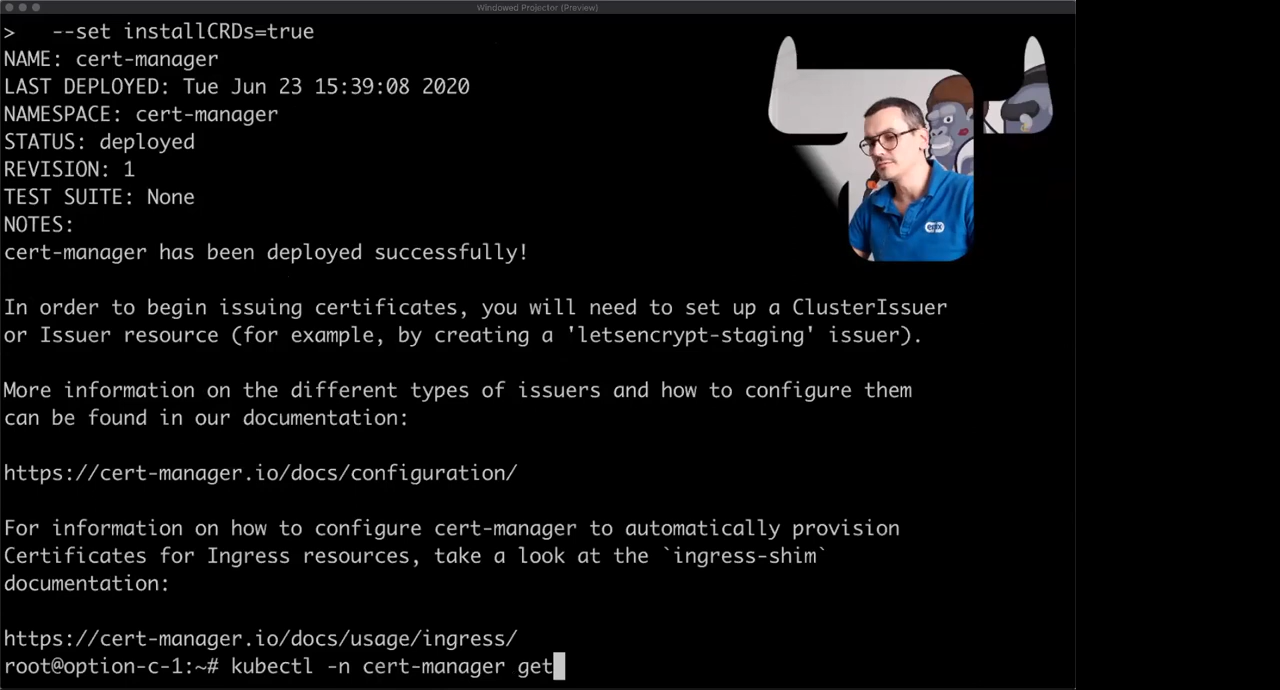 Windowed Projector (Preview)
>   --set installCRDs=true
NAME: cert-manager
LAST DEPLOYED: Tue Jun 23 15:39:08 2020
NAMESPACE: cert-manager
STATUS: deployed
REVISION: 1
TEST SUITE: None
NOTES:
cert-manager has been deployed successfully!
enix
In order to begin issuing certificates, you will need to set up a ClusterIssuer
or Issuer resource (for example, by creating a 'letsencrypt-staging' issuer).
More information on the different types of issuers and how to configure them
can be found in our documentation:
https://cert-manager.io/docs/configuration/
For information on how to configure cert-manager to automatically provision
Certificates for Ingress resources, take a look at the `ingress-shim`
documentation:
https://cert-manager.io/docs/usage/ingress/
root@option-c-1:~# kubectl -n cert-manager get